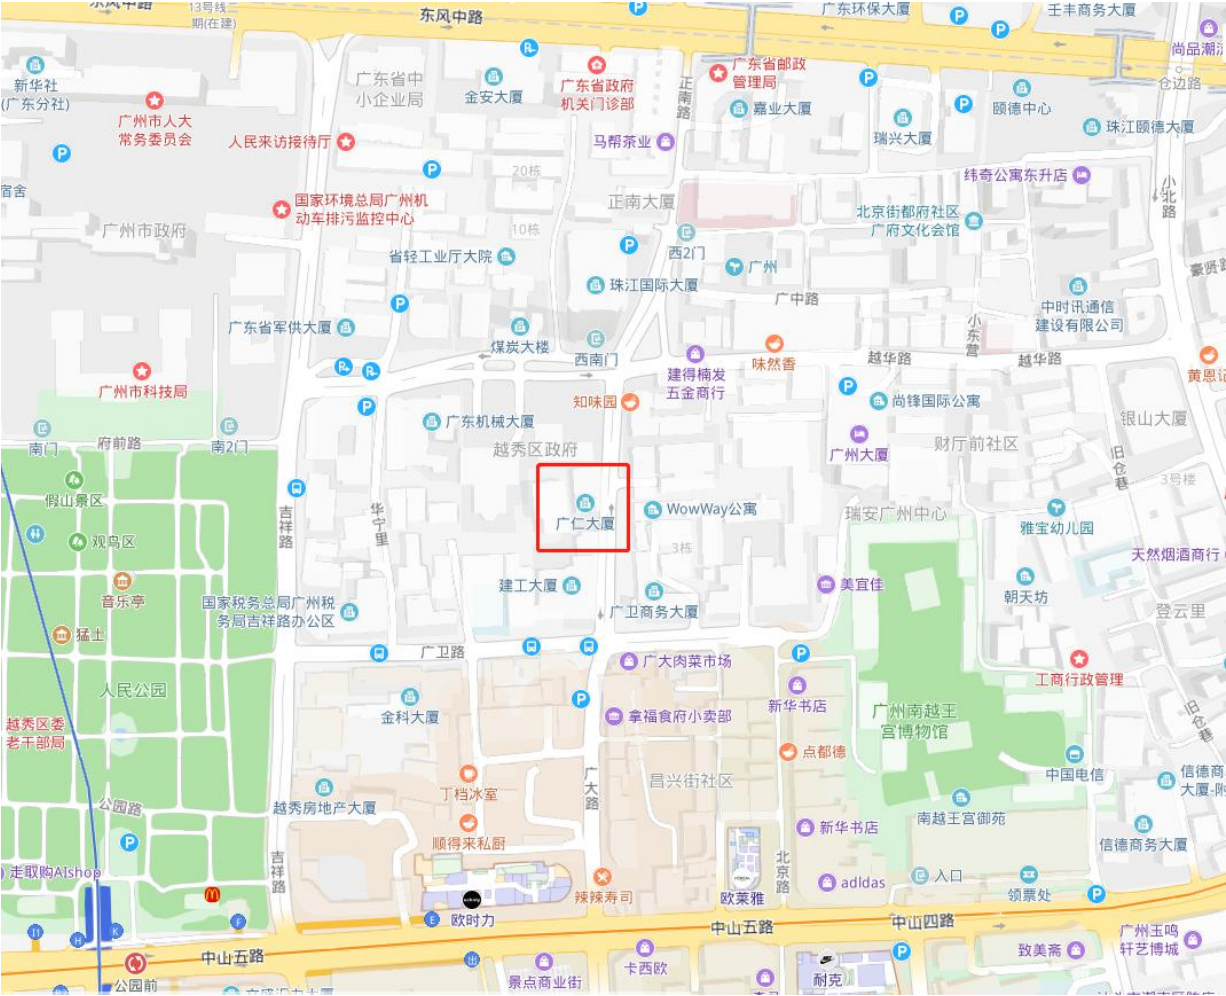 东风中路
13号线二
期(在建)
东风中路
广东环保大厦
壬丰商务大厦
新华社
(广东分社)
广州市人大
常务委员会
人民来访接待厅
广东省中
小企业局
金安大厦
广东省政府
机关门诊部
正南路
广东省邮政
管理局
嘉业大厦
瑞兴大厦
颐德中心
珠江颐德大厦
仓边路
马帮茶业
宿舍
国家环境总局广州机
动车排污监控中心
20栋
10栋
正南大厦
纬奇公寓东升店
小北路
北京街都府社区
广府文化会馆
广州市政府
省轻工业厅大院
西2门
广州
珠江国际大厦
广中路
豪贤路
中时讯通信
建设有限公司
广东省军供大厦
煤炭大楼
西南门
小东营
味然香
越华路
越华路
建得楠发
五金商行
黄恩记
广州市科技局
知味园
尚锋国际公寓
银山大厦
广东机械大厦
南门
府前路
南2门
越秀区政府
广州大厦
财厅前社区
旧仓巷
3号楼
假山景区
吉祥路
华宁里
广仁大厦
WowWay公寓
瑞安广州中心
雅宝幼儿园
观鸟区
3栋
天然烟酒商行
音乐亭
建工大厦
美宜佳
朝天坊
国家税务总局广州税
务局吉祥路办公区
广卫商务大厦
登云里
猛士
广卫路
广大肉菜市场
工商行政管理
人民公园
金科大厦
新华书店
拿福食府小卖部
广州南越王
宫博物馆
旧仓巷
越秀区委
老干部局
点都德
中国电信
信德商
丁档冰室
广大路
昌兴街社区
南越王宫御苑
公园路
越秀房地产大厦
顺得来私厨
新华书店
信德商务大厦
走取购AIshop
吉祥路
北京路
adldas
入口
领票处
辣辣寿司
欧莱雅
欧时力
中山五路
中山四路
中山五路
广州玉鸣
轩艺博城
致美斋
卡西欧
耐克
景点商业街
公园前